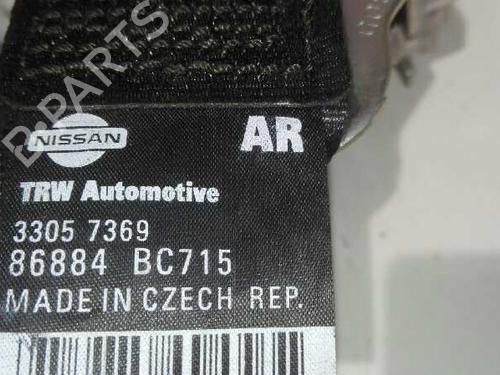 B-PARTS
NISSAN
AR
TRW Automotive
3305 7369
86884 BC715
MADE IN CZECH REP.